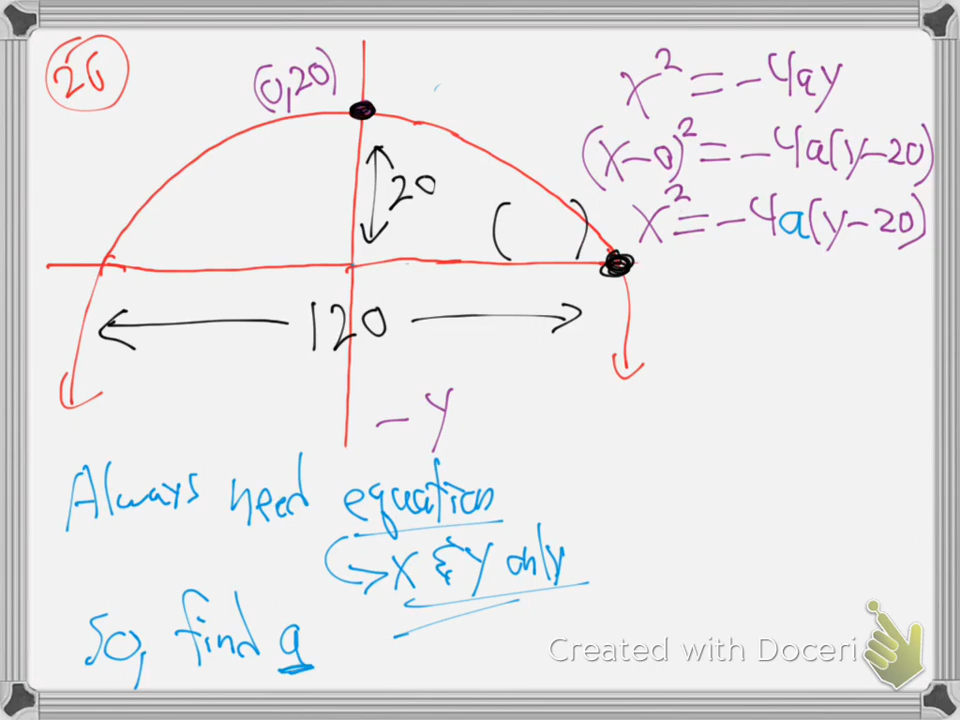 26
(0,20)
x² = -4ay
(x-0)² = -4a(y-20)
x² = -4a(y-20)
20
( )
120
-Y
Always need equation
→ x & y only
So, find a
Created with Doceri